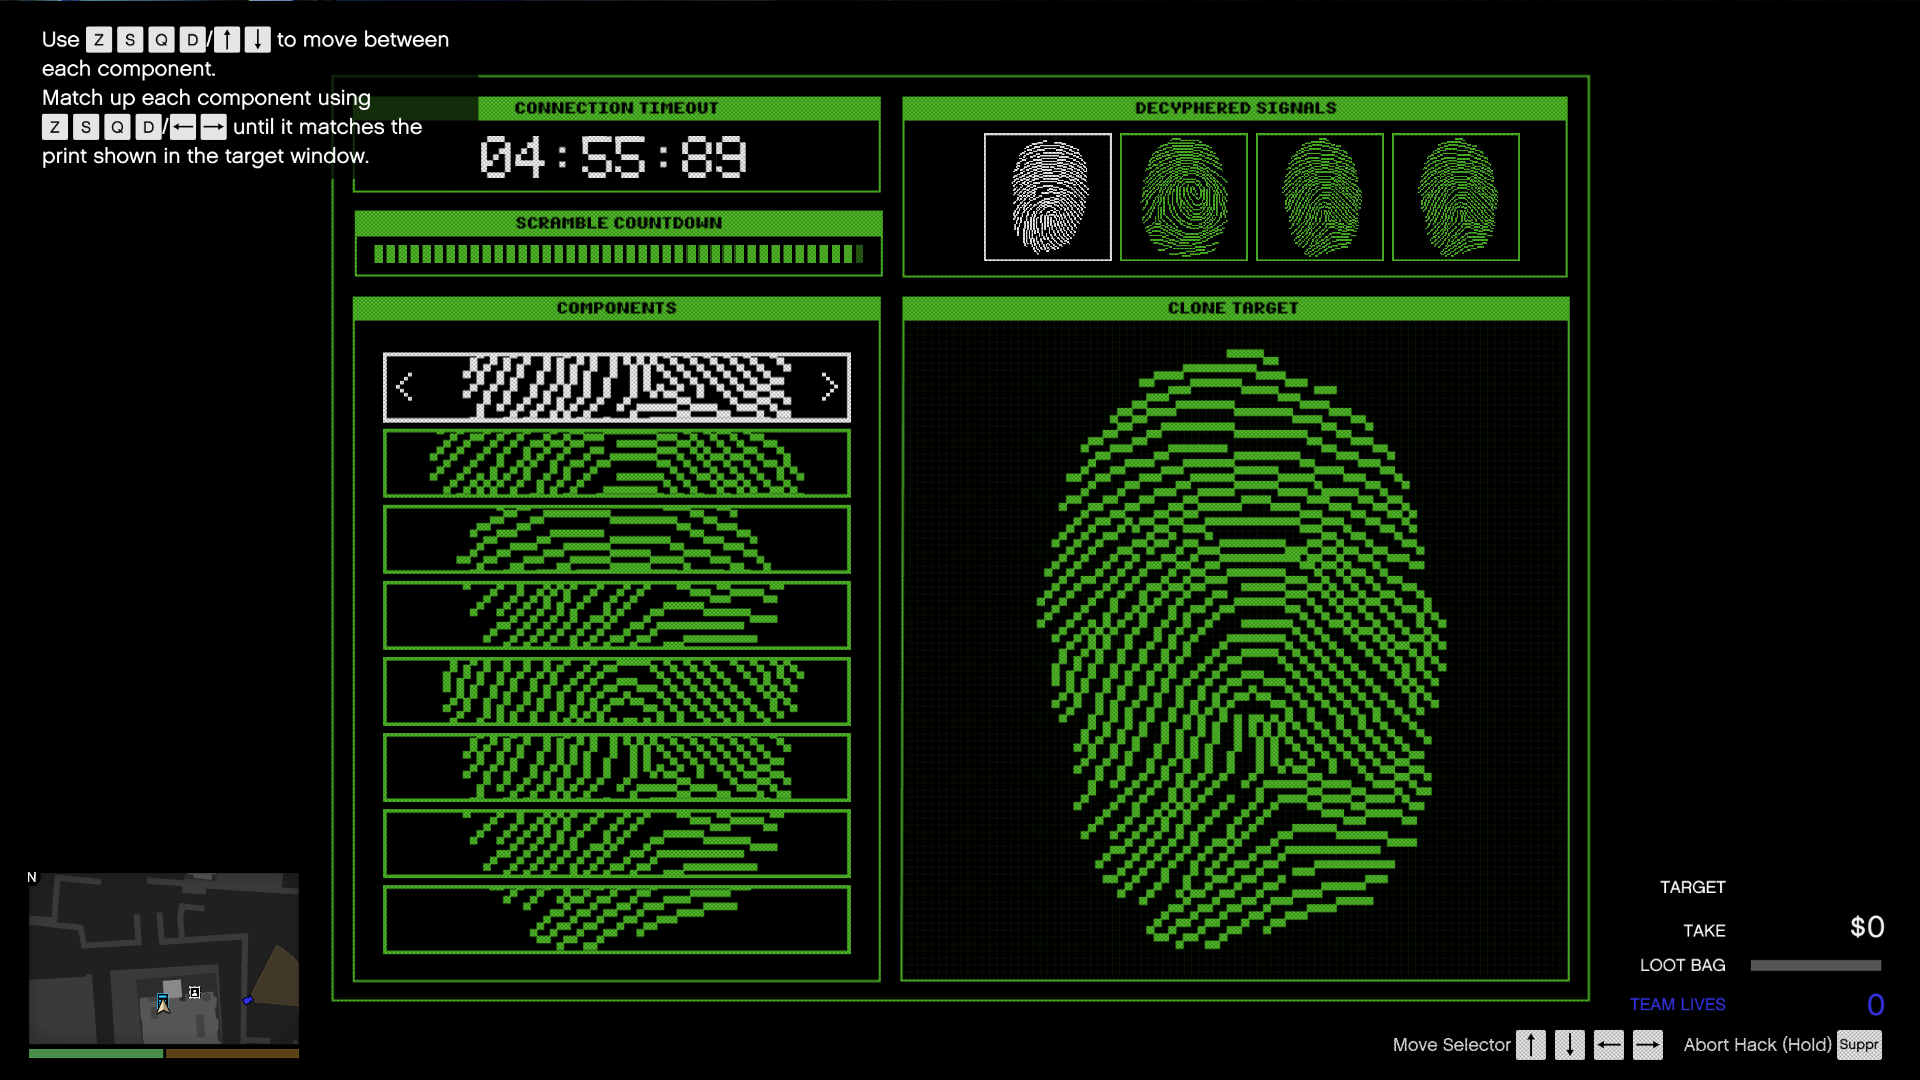 Use Z S Q D/↑ ↓ to move between
each component.
Match up each component using
Z S Q D/← → until it matches the
print shown in the target window.
CONNECTION TIMEOUT
04:55:89
DECYPHERED SIGNALS
SCRAMBLE COUNTDOWN
COMPONENTS
CLONE TARGET
N
TARGET
TAKE $0
LOOT BAG
TEAM LIVES 0
Move Selector ↑ ↓ ← → Abort Hack (Hold) Suppr